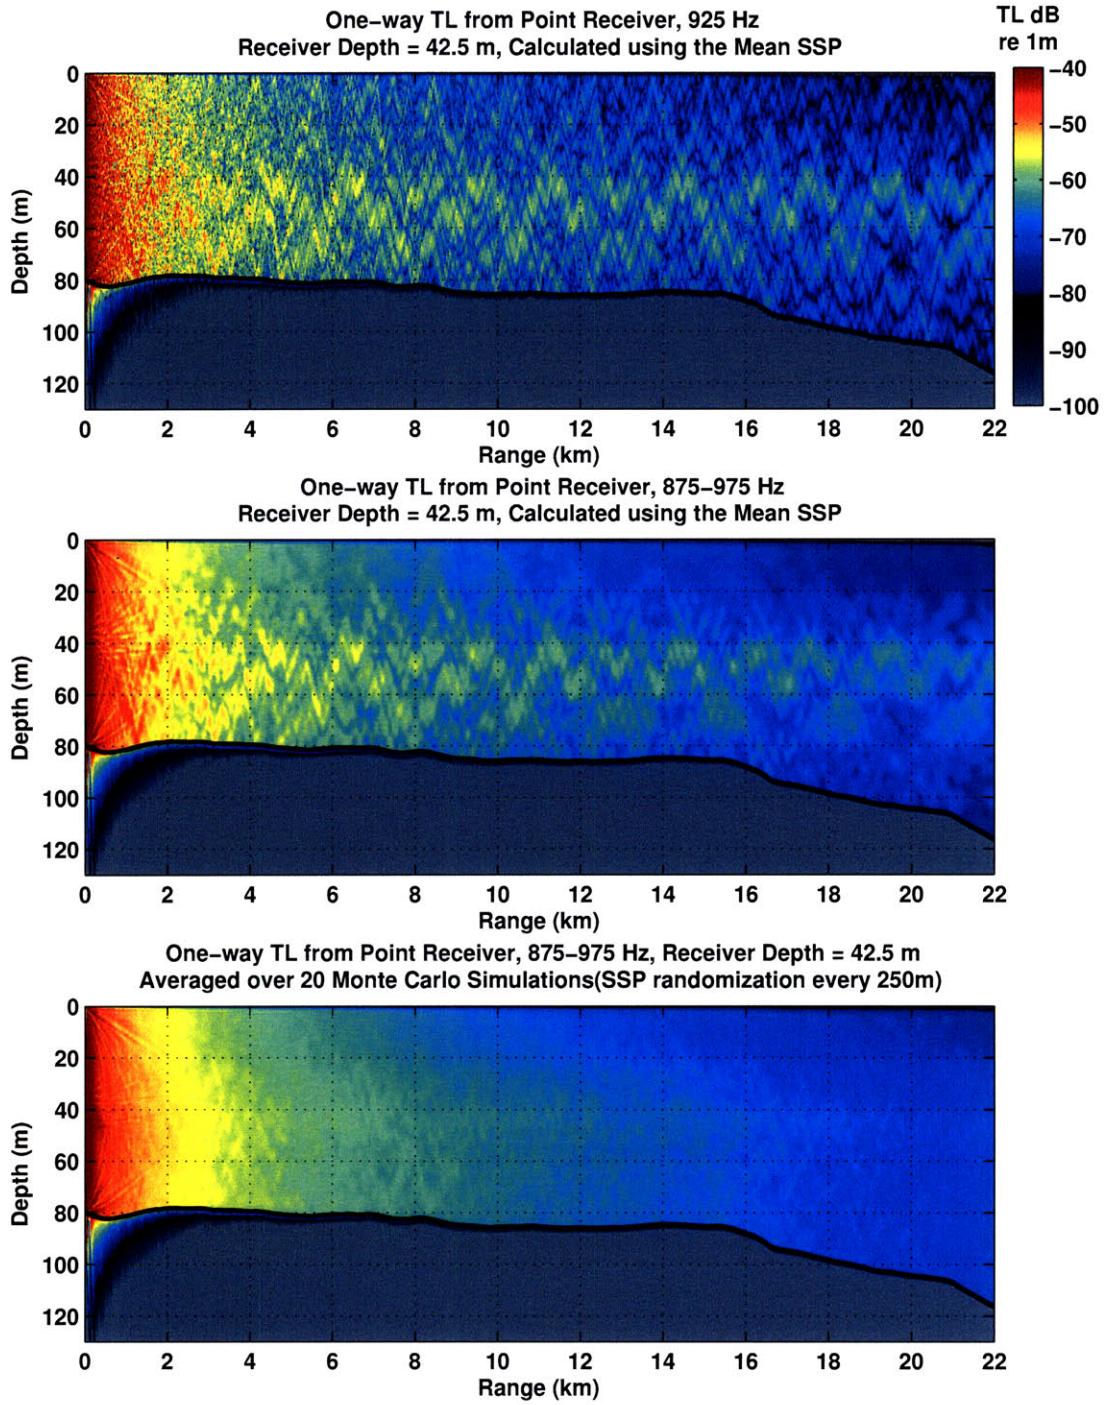 One−way TL from Point Receiver, 925 Hz
Receiver Depth = 42.5 m, Calculated using the Mean SSP
TL dB
re 1m
0
20
40
60
80
100
120
Depth (m)
0 2 4 6 8 10 12 14 16 18 20 22
Range (km)
−40
−50
−60
−70
−80
−90
−100
One−way TL from Point Receiver, 875−975 Hz
Receiver Depth = 42.5 m, Calculated using the Mean SSP
0
20
40
60
80
100
120
Depth (m)
0 2 4 6 8 10 12 14 16 18 20 22
Range (km)
One−way TL from Point Receiver, 875−975 Hz, Receiver Depth = 42.5 m
Averaged over 20 Monte Carlo Simulations(SSP randomization every 250m)
0
20
40
60
80
100
120
Depth (m)
0 2 4 6 8 10 12 14 16 18 20 22
Range (km)